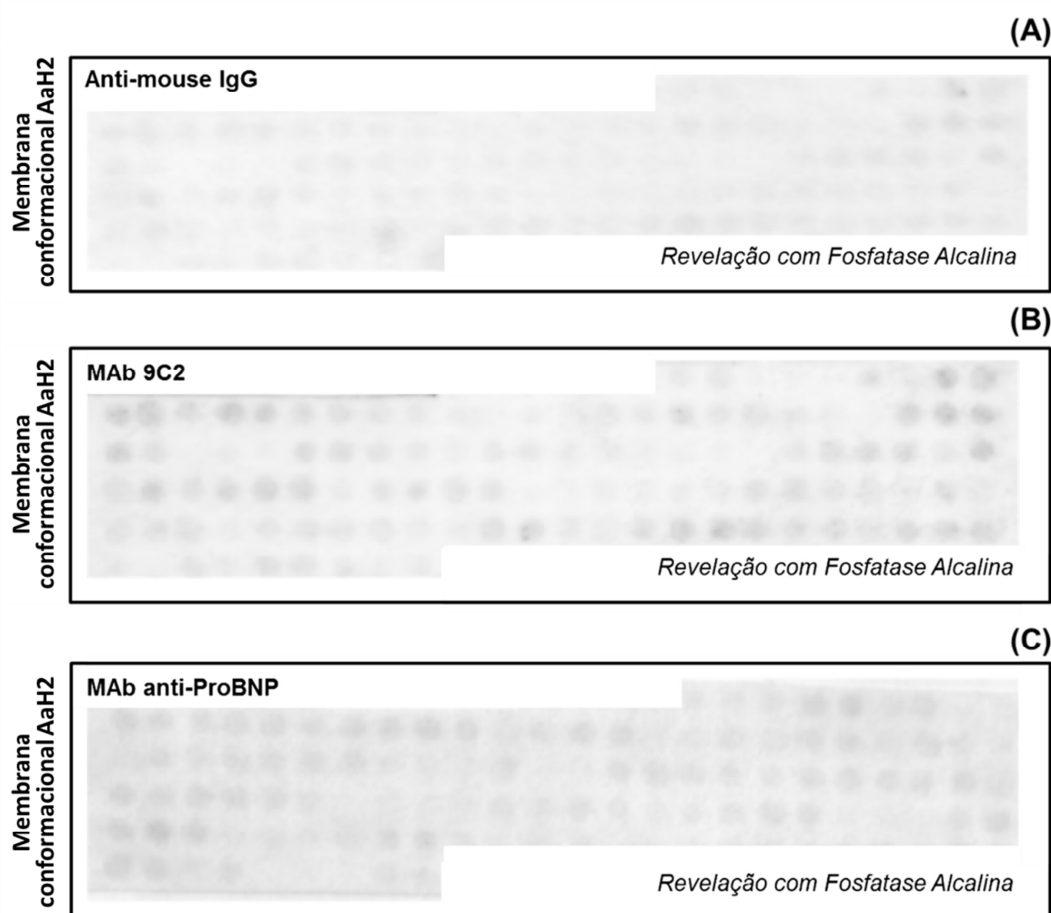 (A)
Membrana
conformacional AaH2
Anti-mouse IgG
Revelação com Fosfatase Alcalina
(B)
Membrana
conformacional AaH2
MAb 9C2
Revelação com Fosfatase Alcalina
(C)
Membrana
conformacional AaH2
MAb anti-ProBNP
Revelação com Fosfatase Alcalina